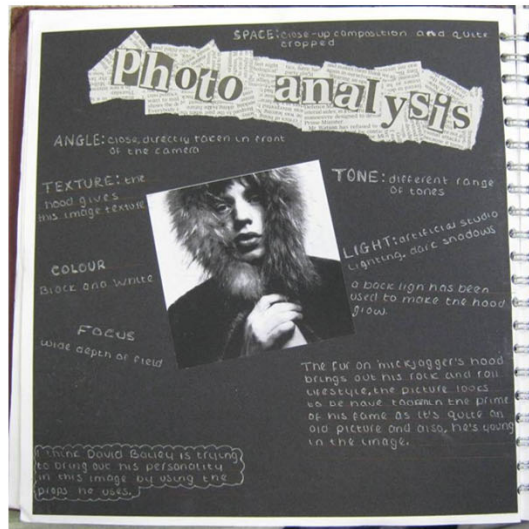 SPACE: close-up composition and quite
cropped
Photo analysis
ANGLE: close, directly taken in front
of the camera
TEXTURE: the
hood gives
this image texture
TONE: different range
of tones
LIGHT: artificial studio
lighting, dark shadows
COLOUR
Black and white
a back lign has been
used to make the hood
glow.
FOCUS
wide depth of field
The fur on mick jagger's hood
brings out his rock and roll
lifestyle, the picture looks
to be have taken in the prime
of his fame as it's quite an
old picture and also, he's young
in the image.
I think David Bailey is trying
to bring out his personality
in this image by using the
props he uses.